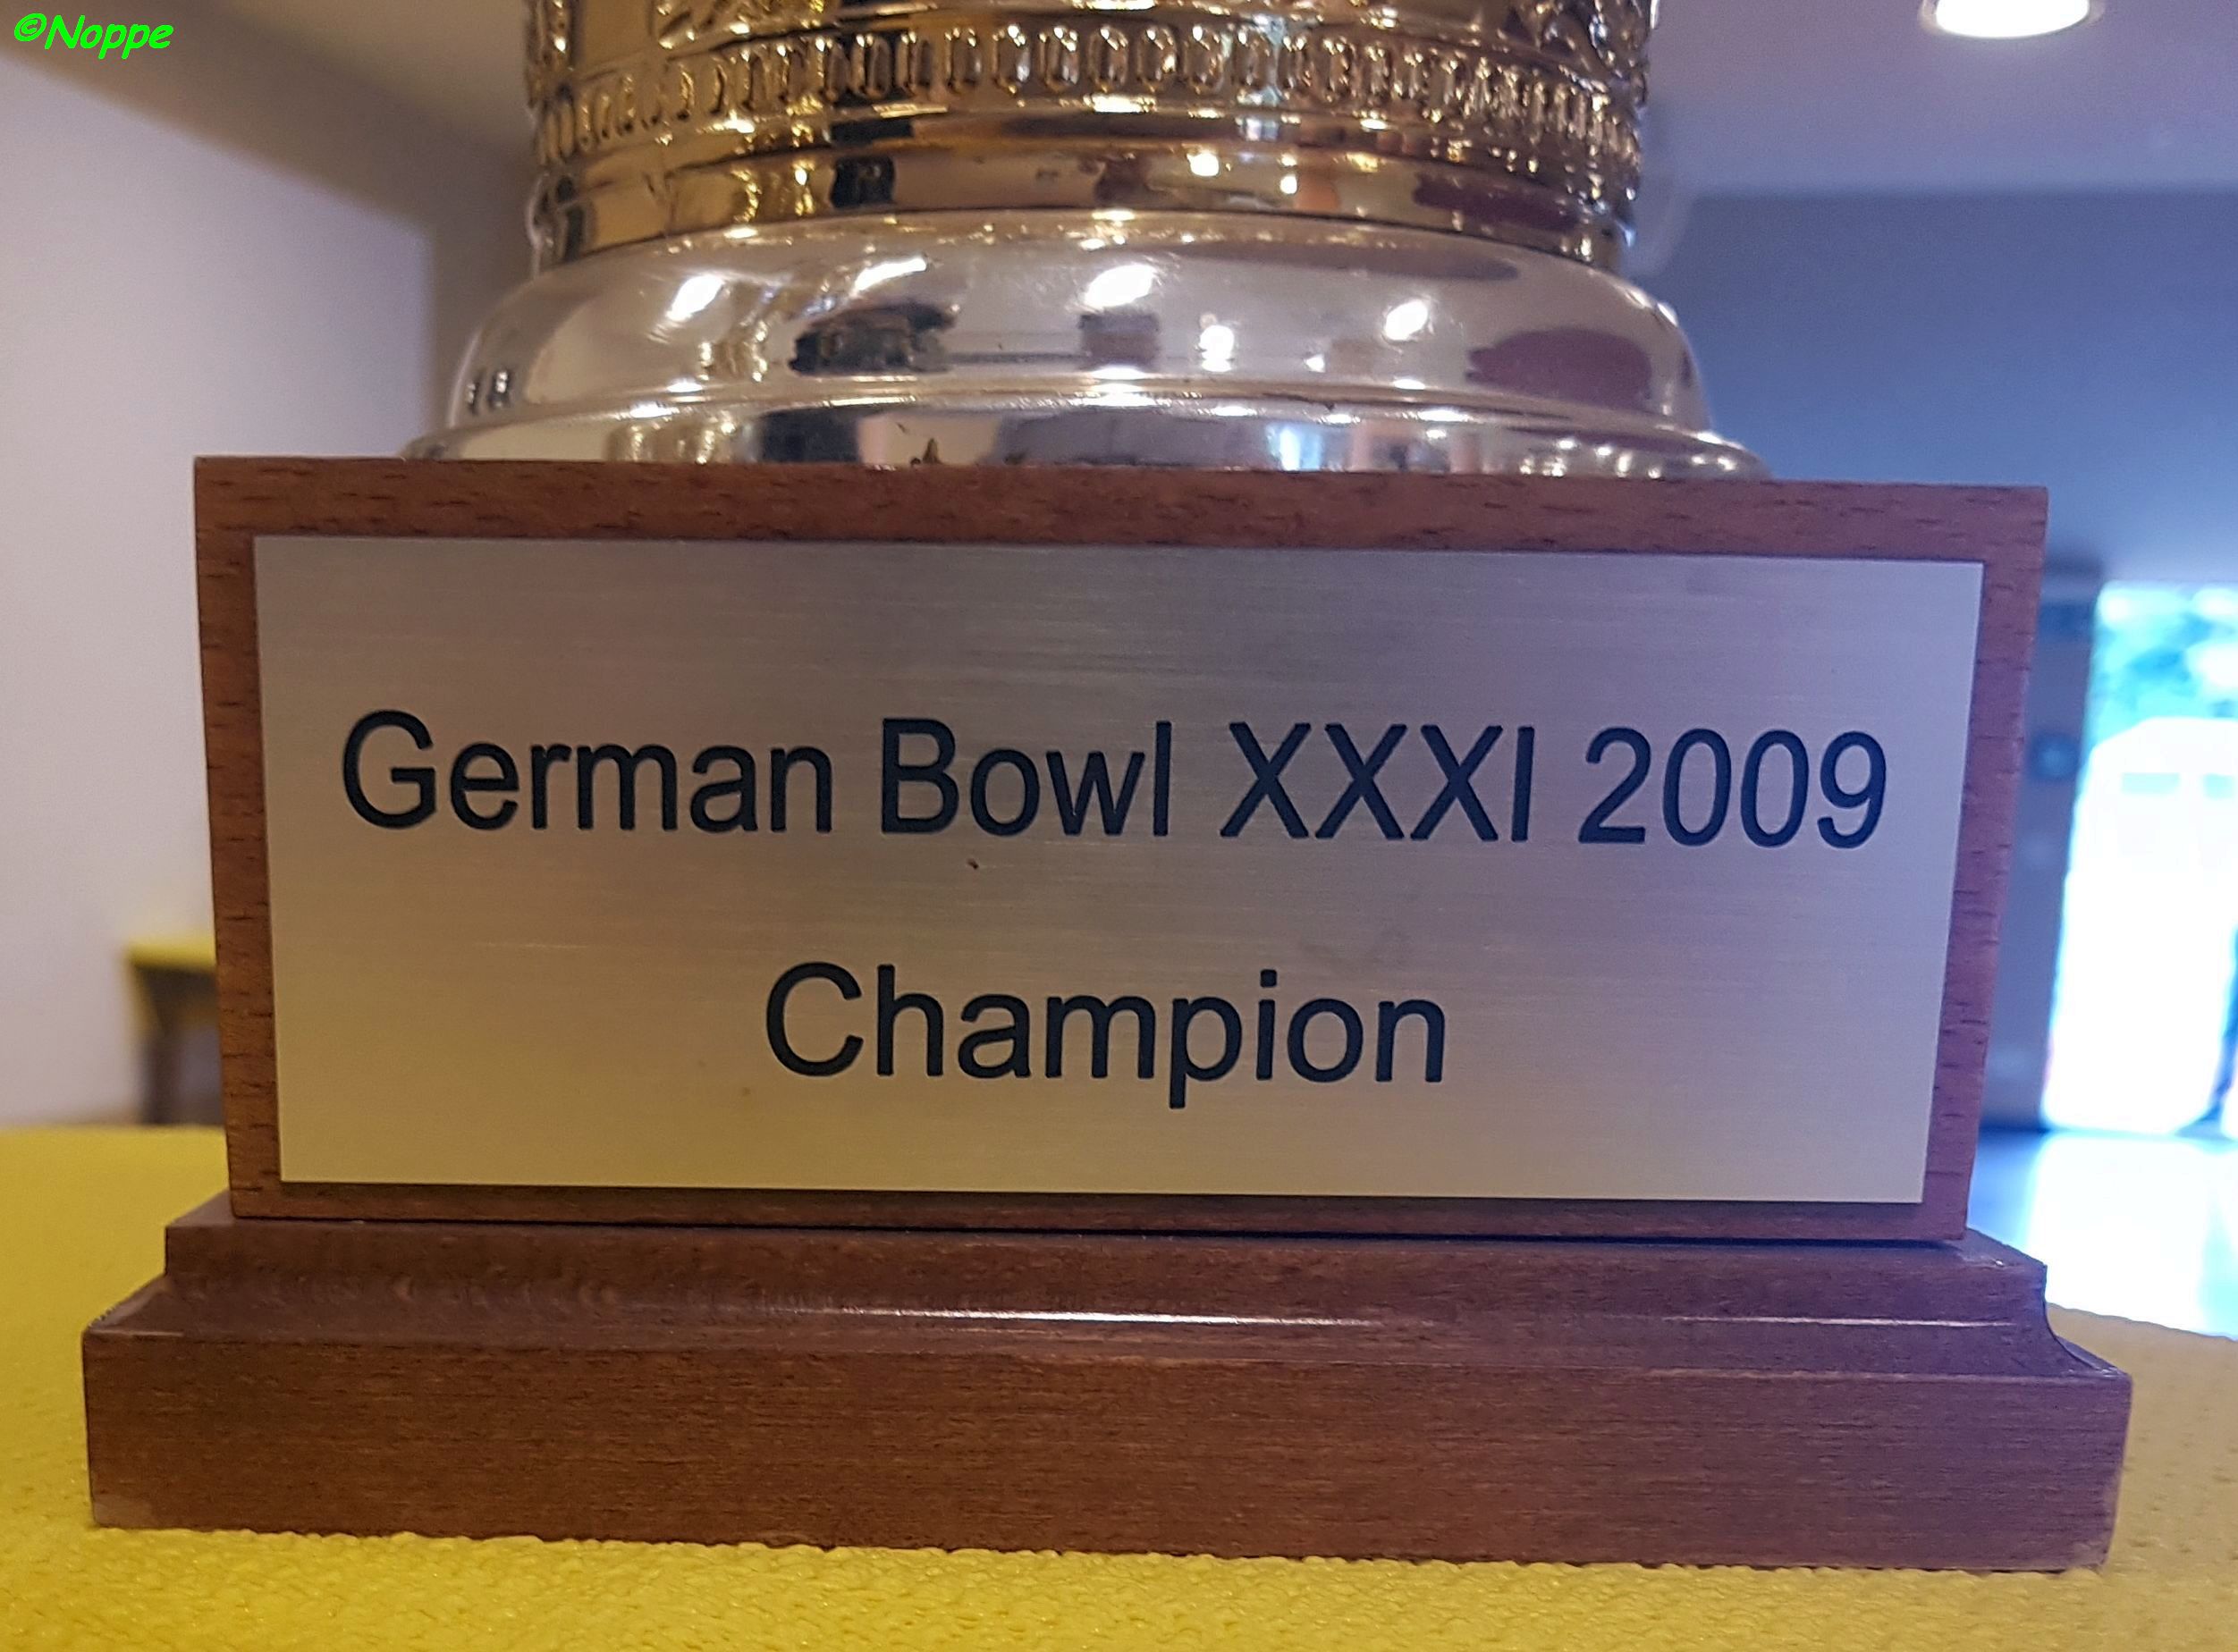 ©Noppe
German Bowl XXXI 2009
Champion